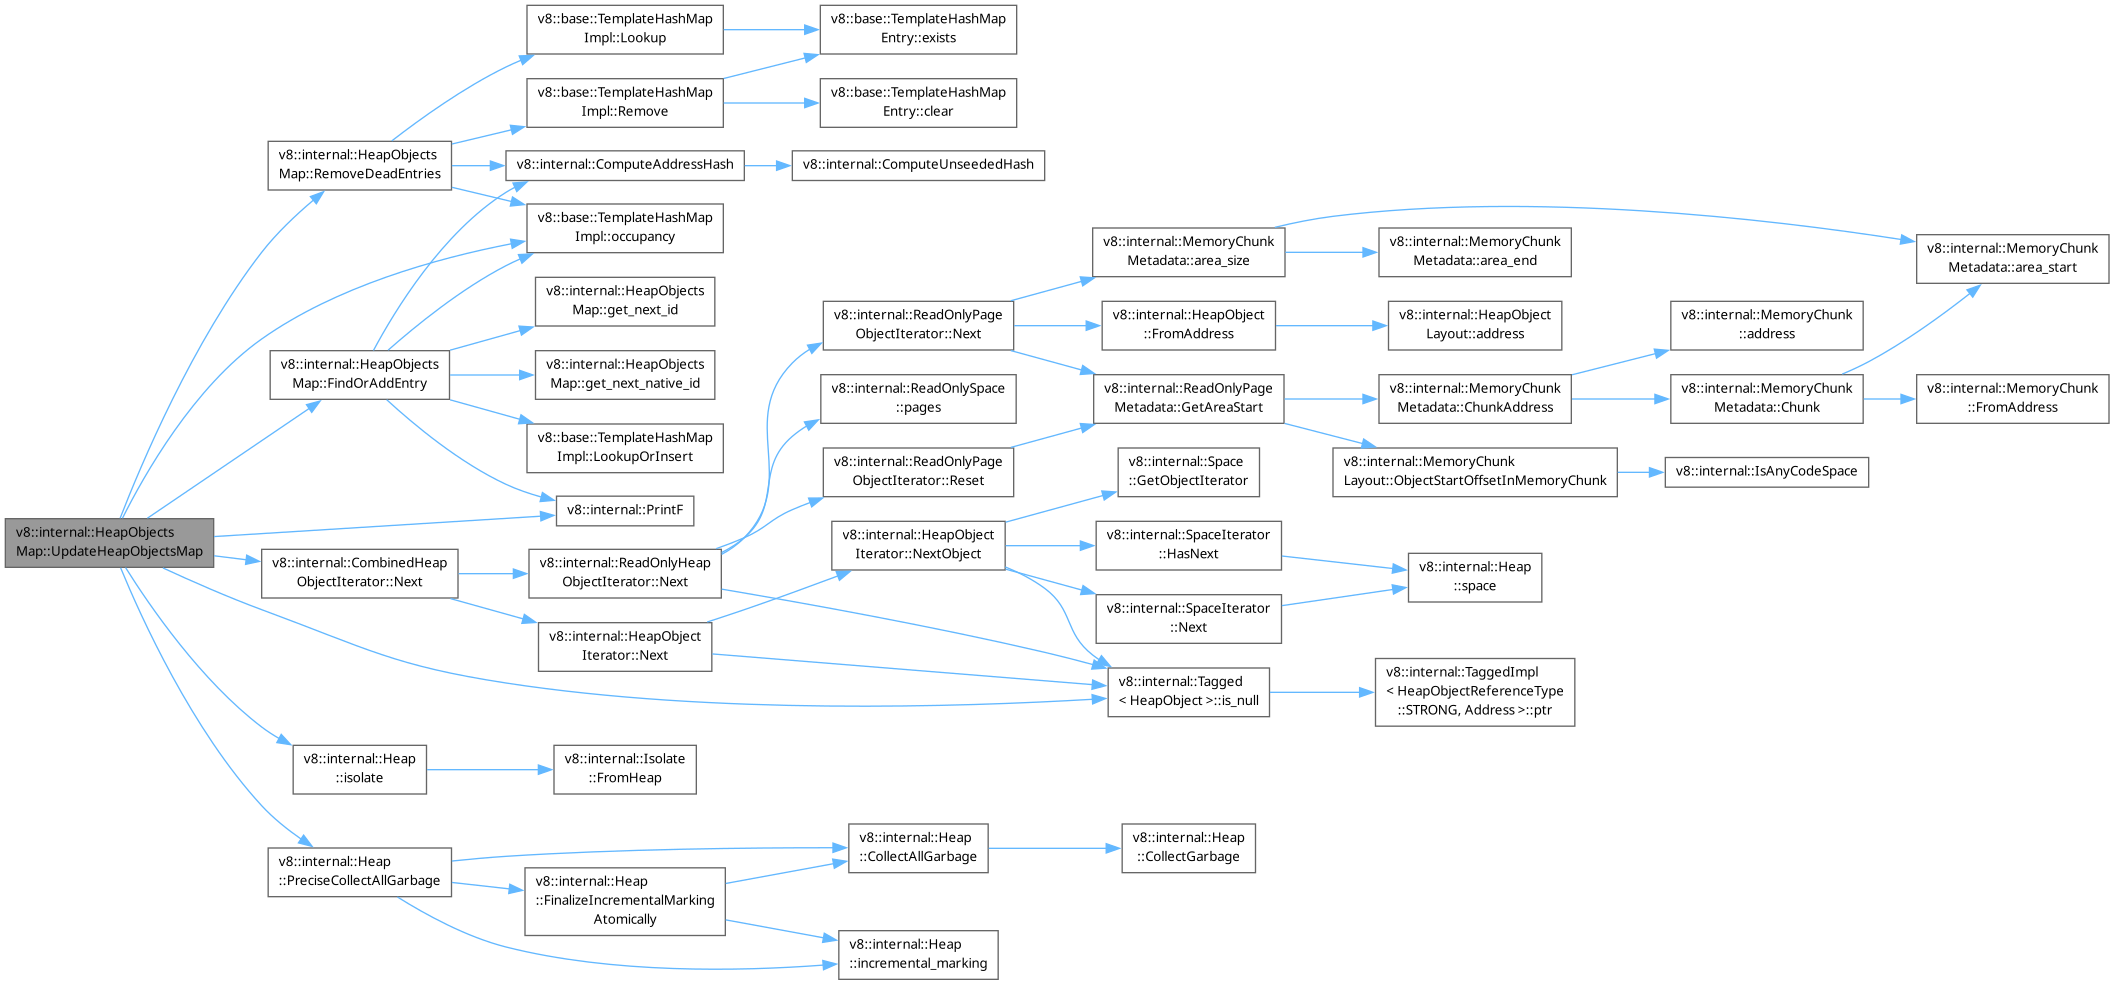 v8::internal::HeapObjects
Map::UpdateHeapObjectsMap
v8::internal::HeapObjects
Map::RemoveDeadEntries
v8::base::TemplateHashMap
Impl::Lookup
v8::base::TemplateHashMap
Entry::exists
v8::base::TemplateHashMap
Impl::Remove
v8::base::TemplateHashMap
Entry::clear
v8::internal::ComputeAddressHash
v8::internal::ComputeUnseededHash
v8::base::TemplateHashMap
Impl::occupancy
v8::internal::HeapObjects
Map::FindOrAddEntry
v8::internal::HeapObjects
Map::get_next_id
v8::internal::HeapObjects
Map::get_next_native_id
v8::base::TemplateHashMap
Impl::LookupOrInsert
v8::internal::PrintF
v8::internal::CombinedHeap
ObjectIterator::Next
v8::internal::ReadOnlyHeap
ObjectIterator::Next
v8::internal::ReadOnlyPage
ObjectIterator::Next
v8::internal::MemoryChunk
Metadata::area_size
v8::internal::MemoryChunk
Metadata::area_end
v8::internal::MemoryChunk
Metadata::area_start
v8::internal::HeapObject
::FromAddress
v8::internal::HeapObject
Layout::address
v8::internal::ReadOnlyPage
Metadata::GetAreaStart
v8::internal::MemoryChunk
Metadata::ChunkAddress
v8::internal::MemoryChunk
::address
v8::internal::MemoryChunk
Metadata::Chunk
v8::internal::MemoryChunk
::FromAddress
v8::internal::MemoryChunk
Layout::ObjectStartOffsetInMemoryChunk
v8::internal::IsAnyCodeSpace
v8::internal::ReadOnlySpace
::pages
v8::internal::ReadOnlyPage
ObjectIterator::Reset
v8::internal::HeapObject
Iterator::Next
v8::internal::HeapObject
Iterator::NextObject
v8::internal::Space
::GetObjectIterator
v8::internal::SpaceIterator
::HasNext
v8::internal::SpaceIterator
::Next
v8::internal::Heap
::space
v8::internal::Tagged
< HeapObject >::is_null
v8::internal::TaggedImpl
< HeapObjectReferenceType
::STRONG, Address >::ptr
v8::internal::Heap
::isolate
v8::internal::Isolate
::FromHeap
v8::internal::Heap
::PreciseCollectAllGarbage
v8::internal::Heap
::FinalizeIncrementalMarking
Atomically
v8::internal::Heap
::CollectAllGarbage
v8::internal::Heap
::CollectGarbage
v8::internal::Heap
::incremental_marking